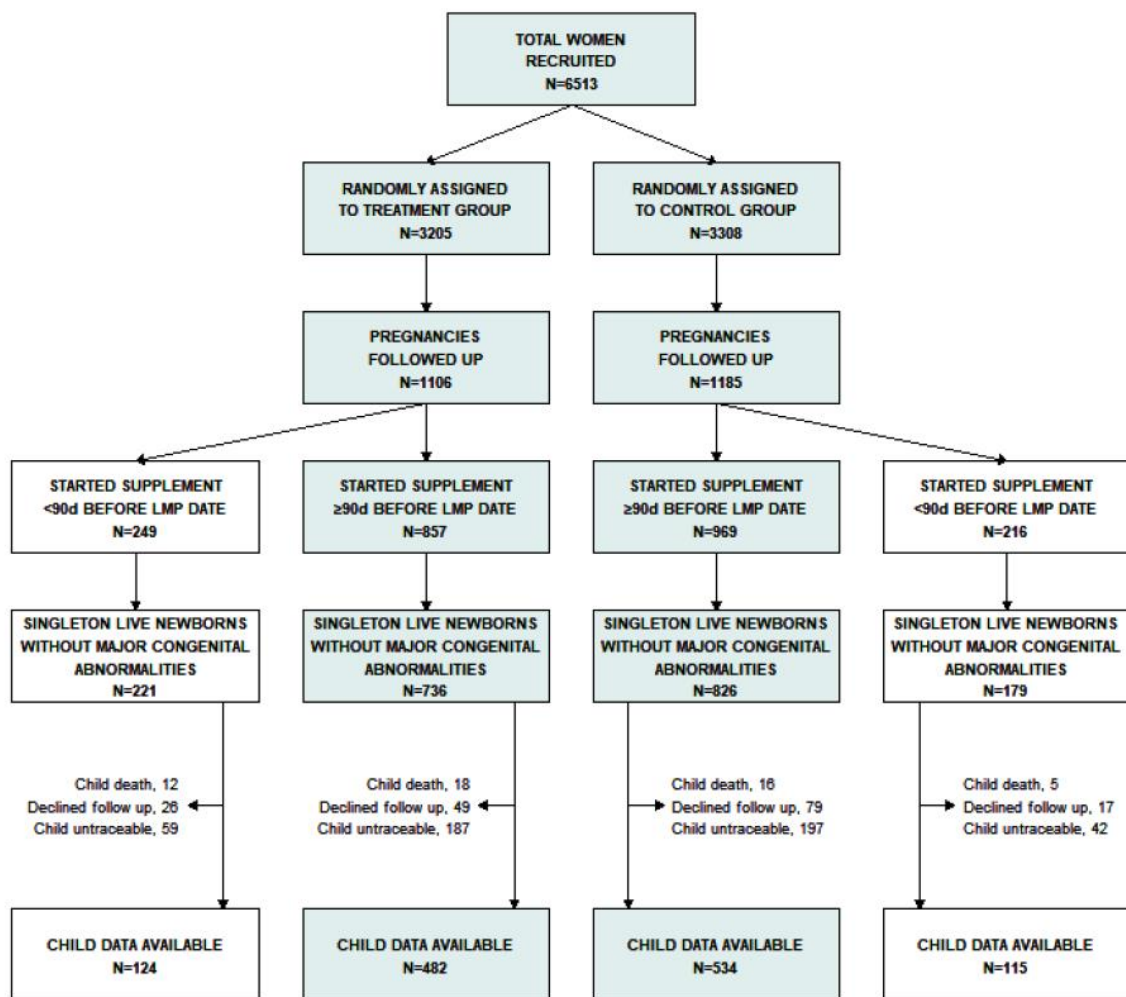 TOTAL WOMEN
RECRUITED
N=6513
RANDOMLY ASSIGNED
TO TREATMENT GROUP
N=3205
RANDOMLY ASSIGNED
TO CONTROL GROUP
N=3308
PREGNANCIES
FOLLOWED UP
N=1106
PREGNANCIES
FOLLOWED UP
N=1185
STARTED SUPPLEMENT
<90d BEFORE LMP DATE
N=249
STARTED SUPPLEMENT
≥90d BEFORE LMP DATE
N=857
STARTED SUPPLEMENT
≥90d BEFORE LMP DATE
N=969
STARTED SUPPLEMENT
<90d BEFORE LMP DATE
N=216
SINGLETON LIVE NEWBORNS
WITHOUT MAJOR CONGENITAL
ABNORMALITIES
N=221
SINGLETON LIVE NEWBORNS
WITHOUT MAJOR CONGENITAL
ABNORMALITIES
N=736
SINGLETON LIVE NEWBORNS
WITHOUT MAJOR CONGENITAL
ABNORMALITIES
N=826
SINGLETON LIVE NEWBORNS
WITHOUT MAJOR CONGENITAL
ABNORMALITIES
N=179
Child death, 12
Declined follow up, 26
Child untraceable, 59
Child death, 18
Declined follow up, 49
Child untraceable, 187
Child death, 16
Declined follow up, 79
Child untraceable, 197
Child death, 5
Declined follow up, 17
Child untraceable, 42
CHILD DATA AVAILABLE
N=124
CHILD DATA AVAILABLE
N=482
CHILD DATA AVAILABLE
N=534
CHILD DATA AVAILABLE
N=115